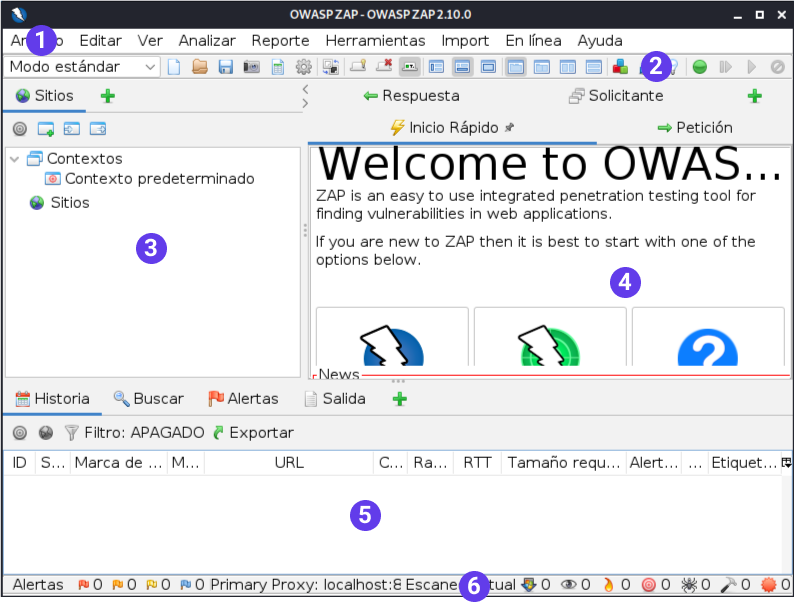 OWASP ZAP - OWASP ZAP 2.10.0
1 Editar Ver Analizar Reporte Herramientas Import En línea Ayuda
Modo estándar 2
Sitios
Respuesta Solicitante
Inicio Rápido Petición
Contextos
Contexto predeterminado
Sitios
3
Welcome to OWAS...
ZAP is an easy to use integrated penetration testing tool for
finding vulnerabilities in web applications.
If you are new to ZAP then it is best to start with one of the
options below.
4
News
Historia Buscar Alertas Salida
Filtro: APAGADO Exportar
ID S... Marca de ... M... URL C... Ra... RTT Tamaño requ... Alert... ... Etiquet...
5
Alertas 0 0 0 0 Primary Proxy: localhost:8 6 0 0 0 0 0 0 0